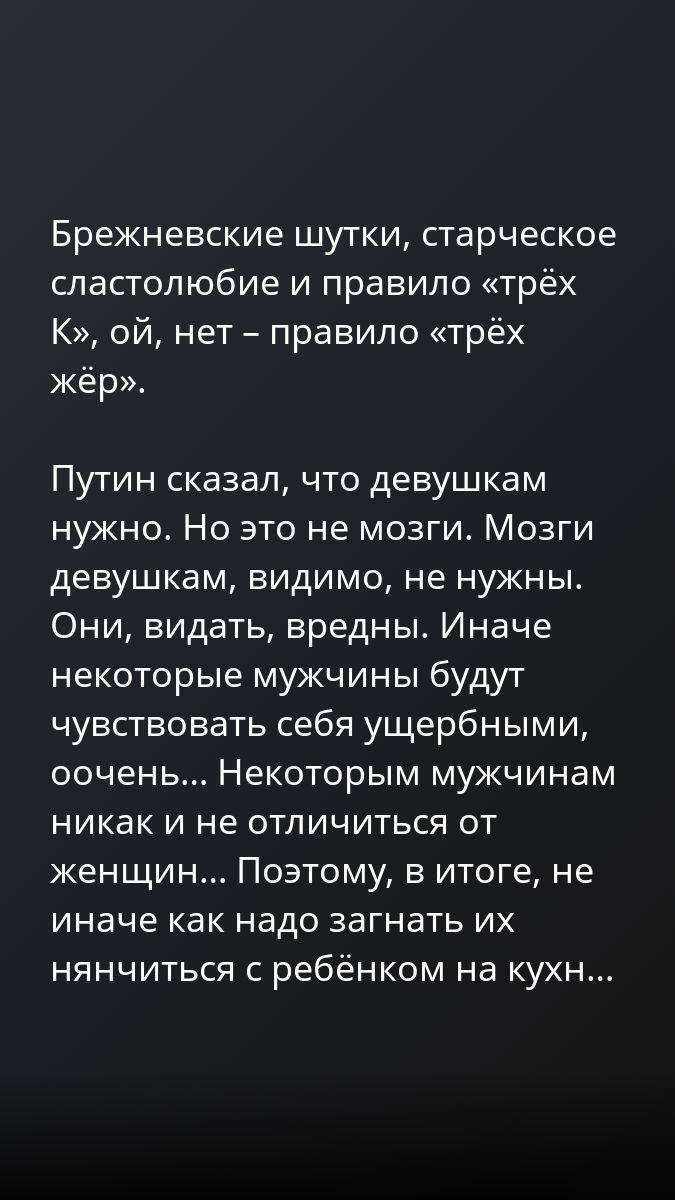 Брежневские шутки, старческое
сластолюбие и правило «трёх
К», ой, нет – правило «трёх
жёр».
Путин сказал, что девушкам
нужно. Но это не мозги. Мозги
девушкам, видимо, не нужны.
Они, видать, вредны. Иначе
некоторые мужчины будут
чувствовать себя ущербными,
оочень... Некоторым мужчинам
никак и не отличиться от
женщин... Поэтому, в итоге, не
иначе как надо загнать их
нянчиться с ребёнком на кухн...